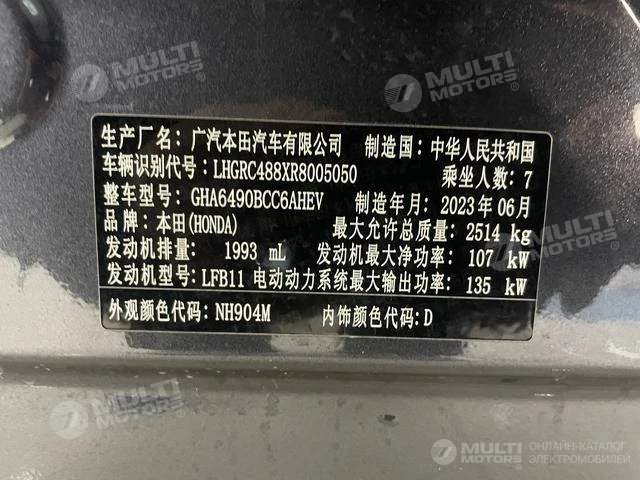 MULTI MOTORS®
MULTI MOTORS®
生产厂名：广汽本田汽车有限公司 制造国：中华人民共和国
车辆识别代号：LHGRC488XR8005050 乘坐人数：7
整车型号：GHA6490BCC6AHEV 制造年月：2023年06月
品牌：本田(HONDA) 最大允许总质量：2514 kg
发动机排量： 1993 mL 发动机最大净功率： 107 kW
发动机型号：LFB11 电动动力系统最大输出功率： 135 kW
外观颜色代码：NH904M 内饰颜色代码：D
MULTI MOTORS®
MULTI MOTORS®
MULTI MOTORS® ОНЛАЙН-КАТАЛОГ ЭЛЕКТРОМОБИЛЕЙ